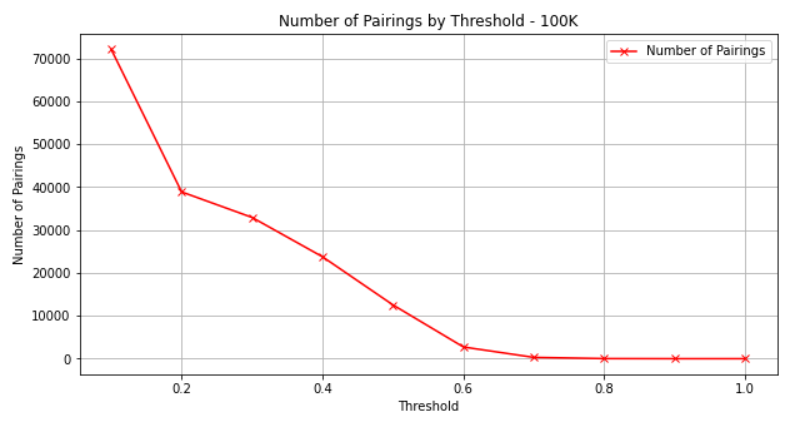 Number of Pairings by Threshold - 100K
Number of Pairings
70000
60000
50000
40000
30000
20000
10000
0
Number of Pairings
0.2 0.4 0.6 0.8 1.0
Threshold